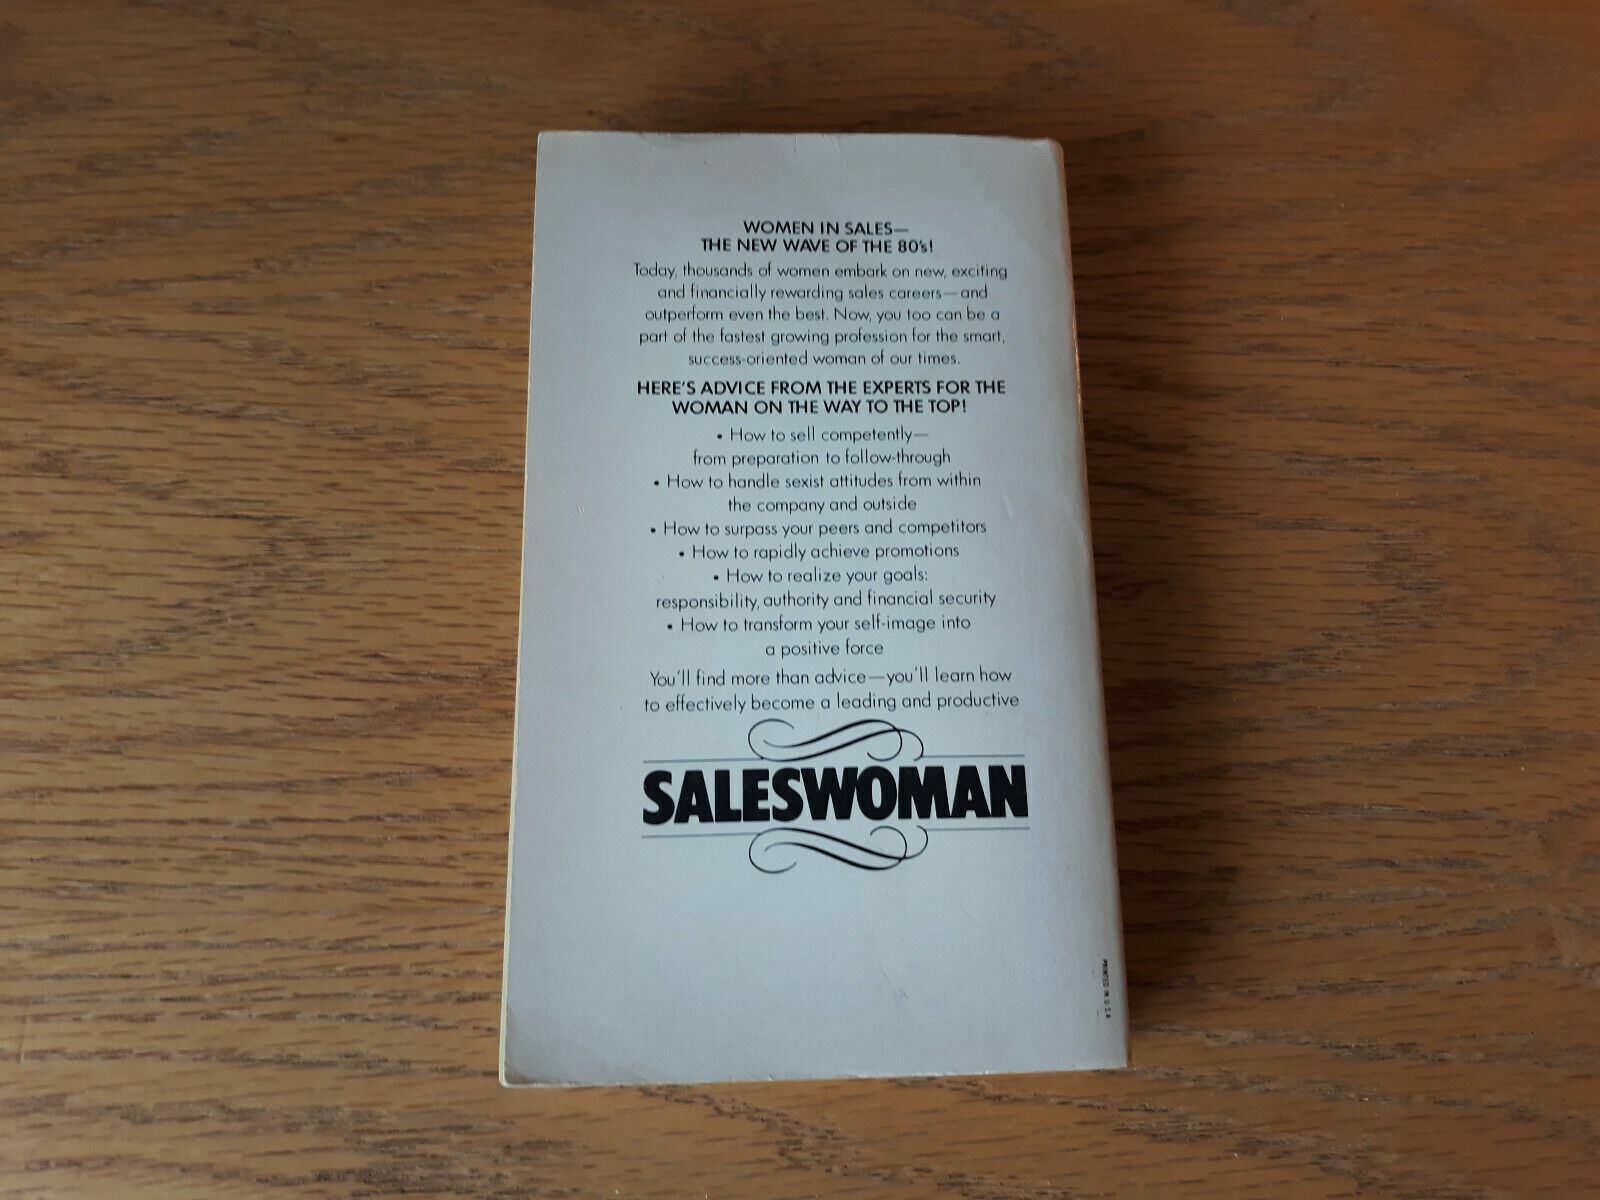 WOMEN IN SALES—
THE NEW WAVE OF THE 80's!
Today, thousands of women embark on new, exciting
and financially rewarding sales careers—and
outperform even the best. Now, you too can be a
part of the fastest growing profession for the smart,
success-oriented woman of our times.
HERE'S ADVICE FROM THE EXPERTS FOR THE
WOMAN ON THE WAY TO THE TOP!
• How to sell competently—
from preparation to follow-through
• How to handle sexist attitudes from within
the company and outside
• How to surpass your peers and competitors
• How to rapidly achieve promotions
• How to realize your goals:
responsibility, authority and financial security
• How to transform your self-image into
a positive force
You'll find more than advice—you'll learn how
to effectively become a leading and productive
SALESWOMAN
PRINTED IN U.S.A.